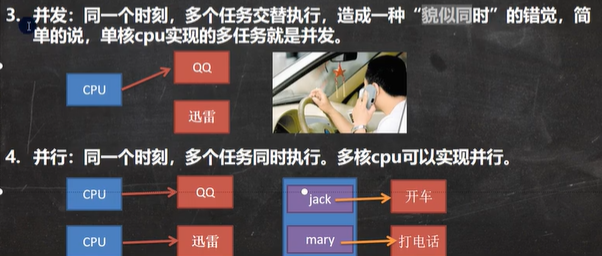 3. 并发：同一个时刻，多个任务交替执行，造成一种“貌似同时”的错觉，简
单的说，单核cpu实现的多任务就是并发。
CPU
QQ
迅雷
4. 并行：同一个时刻，多个任务同时执行。多核cpu可以实现并行。
CPU
QQ
jack
开车
CPU
迅雷
mary
打电话